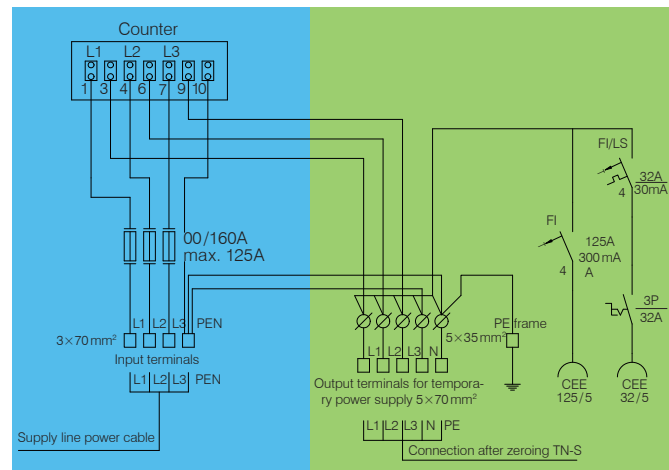 Counter
L1 L2 L3
1 3 4 6 7 9 10
00/160A
max. 125A
L1 L2 L3 PEN
3×70 mm²
Input terminals
L1 L2 L3 PEN
Supply line power cable
FI/LS
32A
30mA
4
FI
125A
300 mA
A
4
3P
32A
PE frame
5×35 mm²
L1 L2 L3 N
Output terminals for tempora-
ry power supply 5×70 mm²
L1 L2 L3 N PE
Connection after zeroing TN-S
CEE
125/5
CEE
32/5